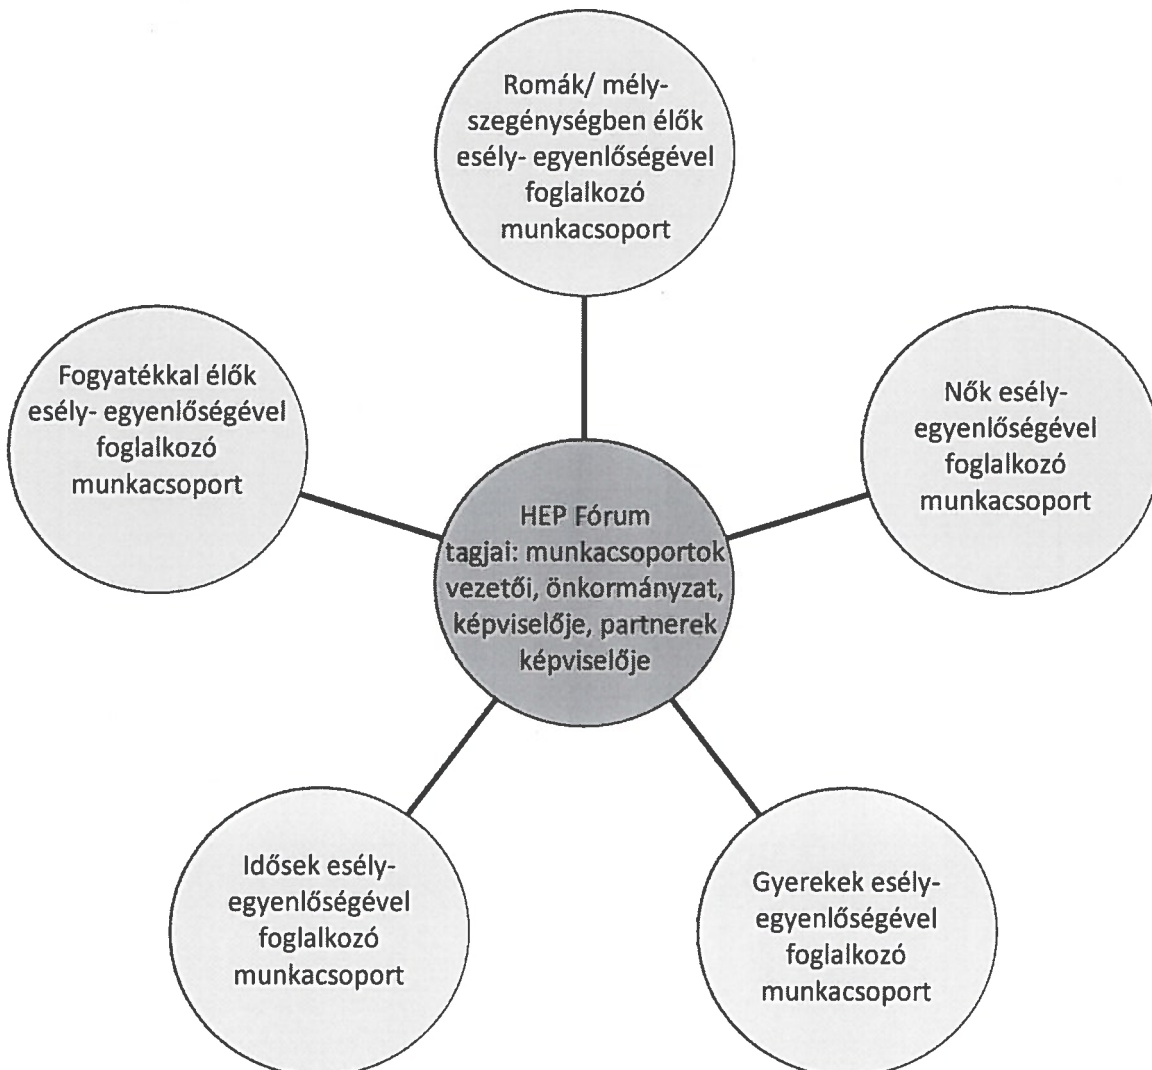 Romák/ mély-
szegénységben élők
esély- egyenlőségével
foglalkozó
munkacsoport
Fogyatékkal élők
esély- egyenlőségével
foglalkozó
munkacsoport
Nők esély-
egyenlőségével
foglalkozó
munkacsoport
HEP Fórum
tagjai: munkacsoportok
vezetői, önkormányzat,
képviselője, partnerek
képviselője
Idősek esély-
egyenlőségével
foglalkozó
munkacsoport
Gyerekek esély-
egyenlőségével
foglalkozó
munkacsoport